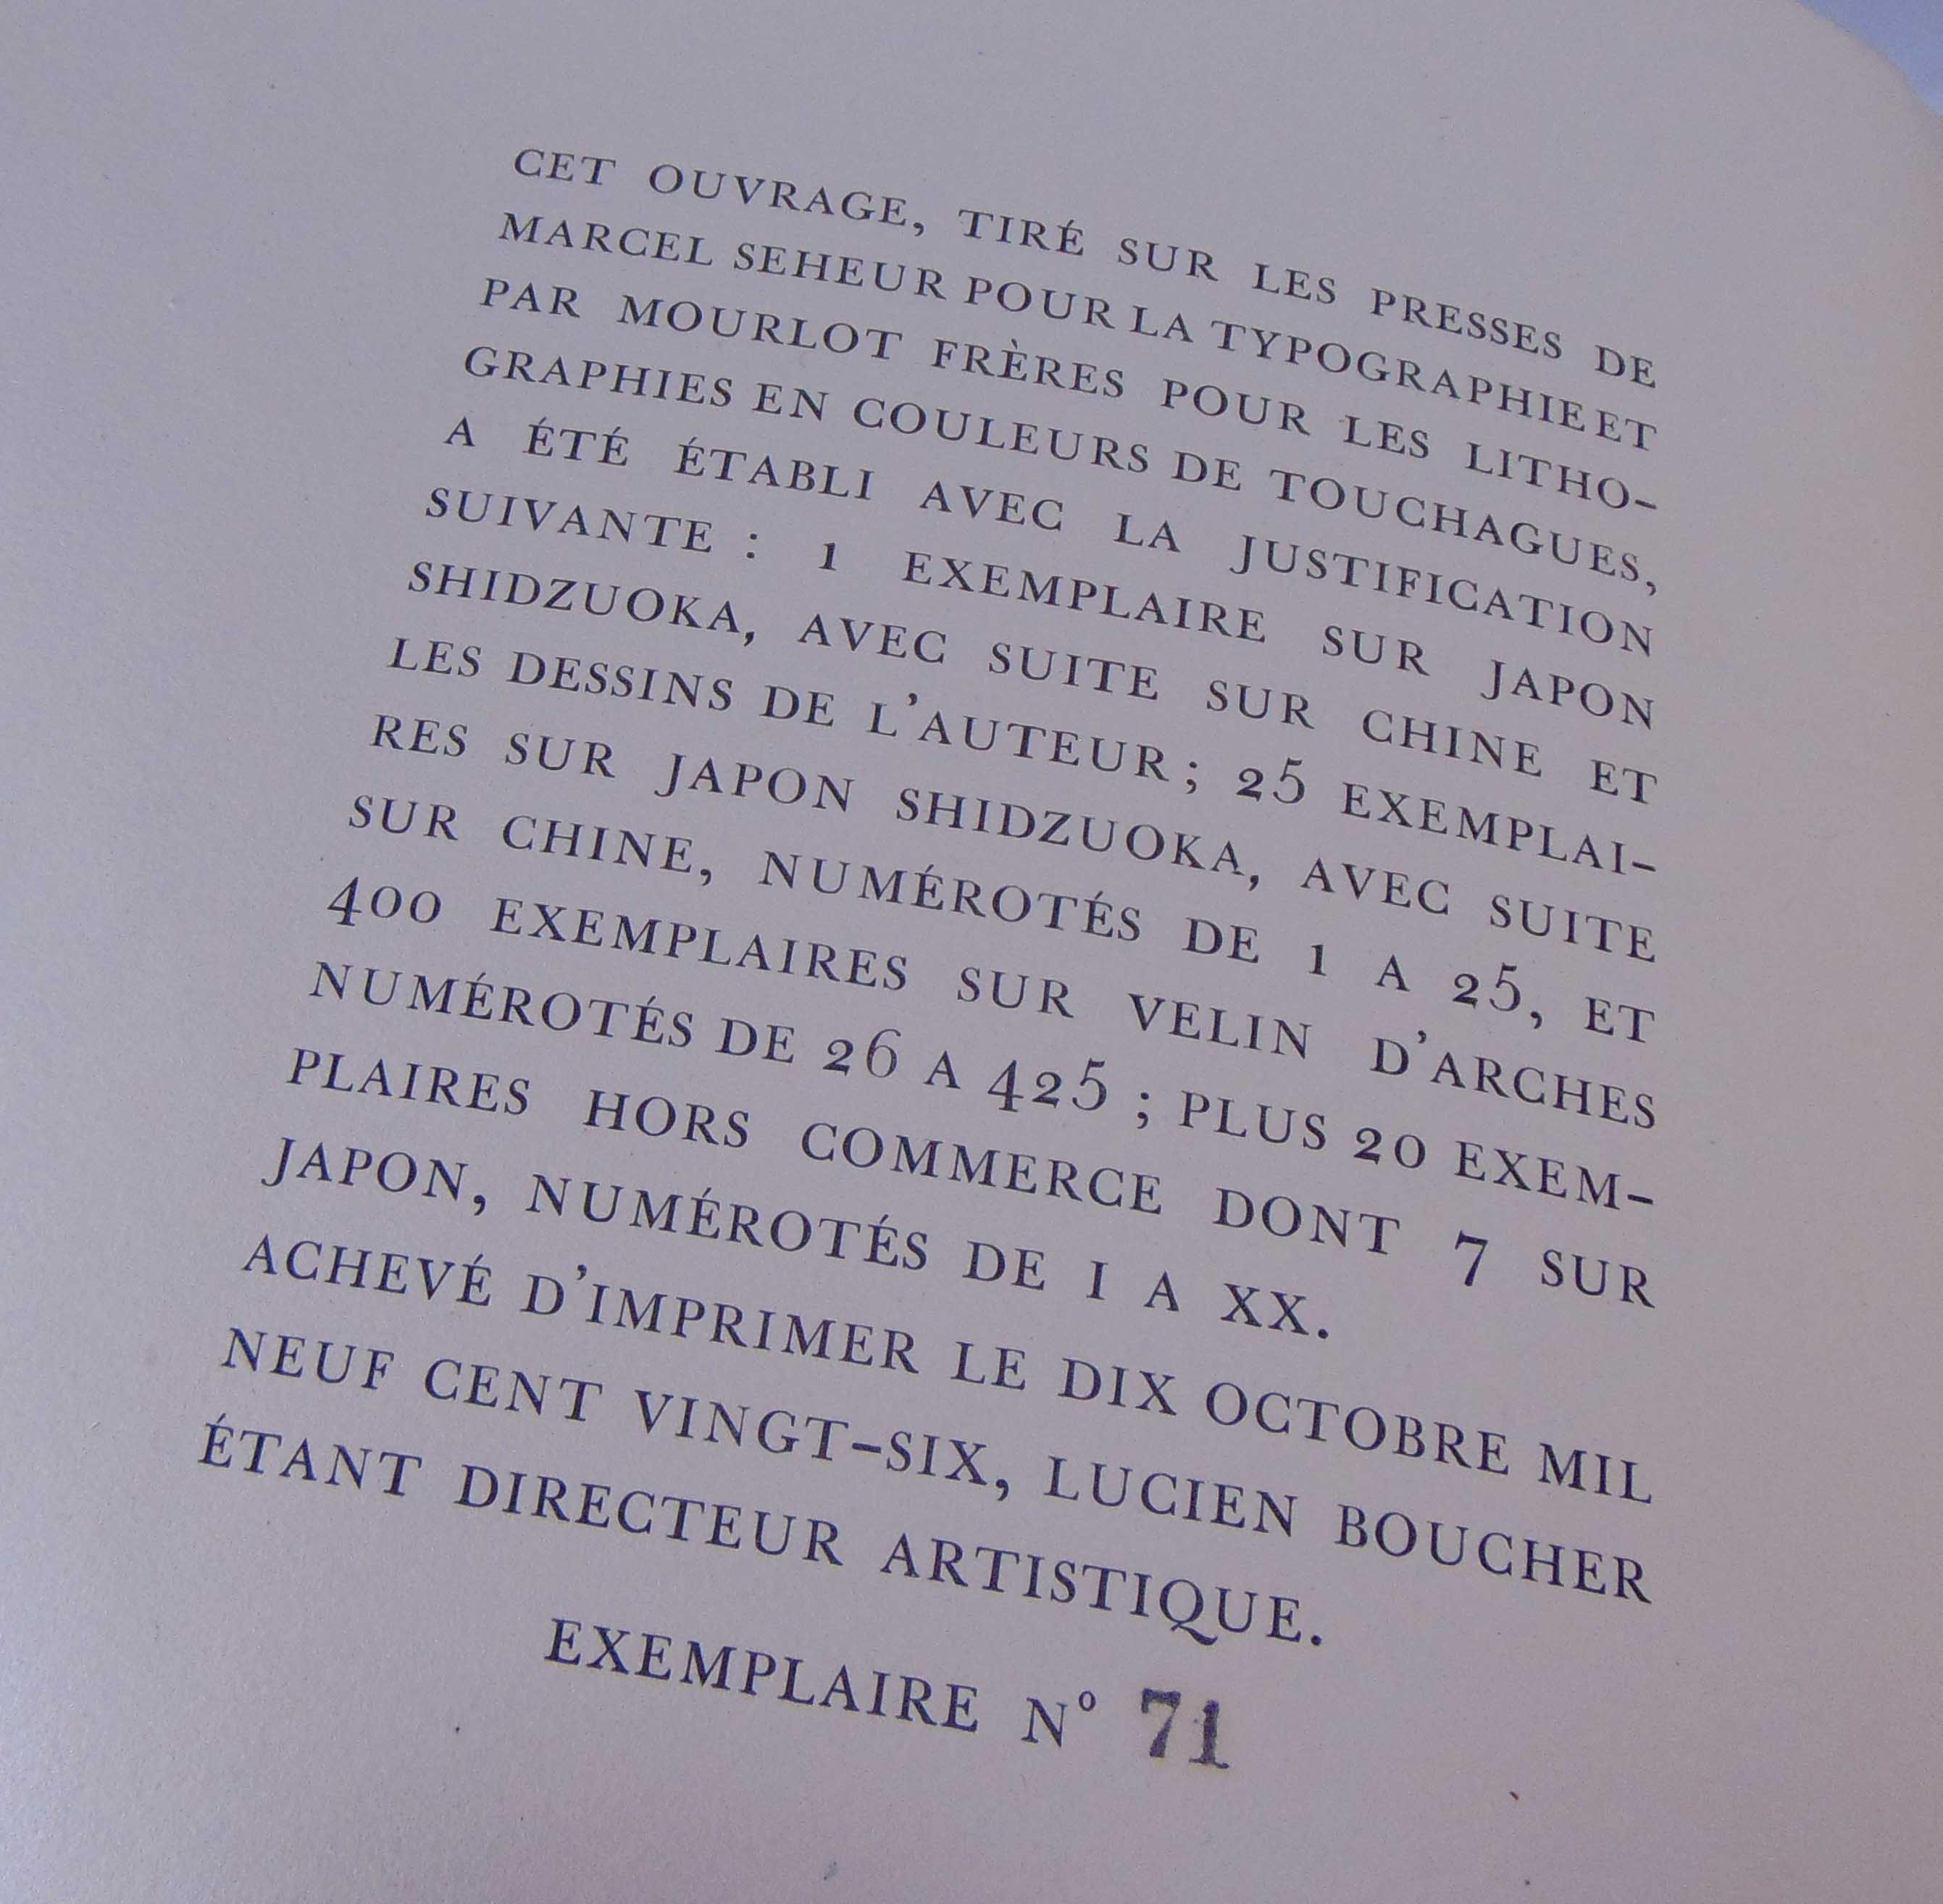 CET OUVRAGE, TIRÉ SUR LES PRESSES DE
MARCEL SEHEUR POUR LA TYPOGRAPHIE ET
PAR MOURLOT FRÈRES POUR LES LITHO-
GRAPHIES EN COULEURS DE TOUCHAGUES,
A ÉTÉ ÉTABLI AVEC LA JUSTIFICATION
SUIVANTE : 1 EXEMPLAIRE SUR JAPON
SHIDZUOKA, AVEC SUITE SUR CHINE ET
LES DESSINS DE L'AUTEUR ; 25 EXEMPLAI-
RES SUR JAPON SHIDZUOKA, AVEC SUITE
SUR CHINE, NUMÉROTÉS DE 1 A 25, ET
400 EXEMPLAIRES SUR VELIN D'ARCHES
NUMÉROTÉS DE 26 A 425 ; PLUS 20 EXEM-
PLAIRES HORS COMMERCE DONT 7 SUR
JAPON, NUMÉROTÉS DE I A XX.
ACHEVÉ D'IMPRIMER LE DIX OCTOBRE MIL
NEUF CENT VINGT-SIX, LUCIEN BOUCHER
ÉTANT DIRECTEUR ARTISTIQUE.
EXEMPLAIRE N° 71